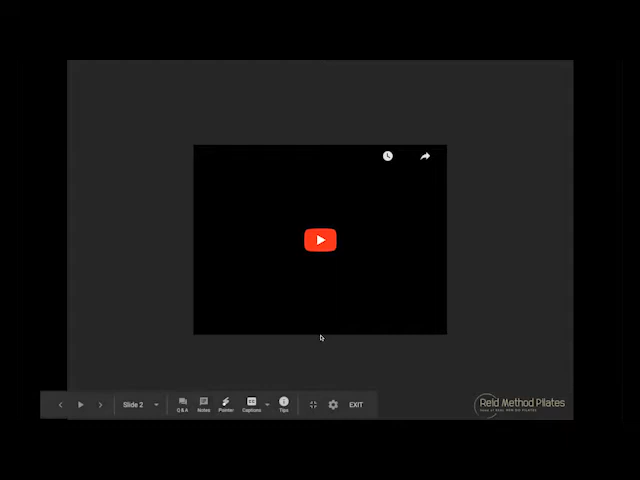 Slide 2
Q & A
Notes
Pointer
Captions
Tips
EXIT
Reid Method Pilates